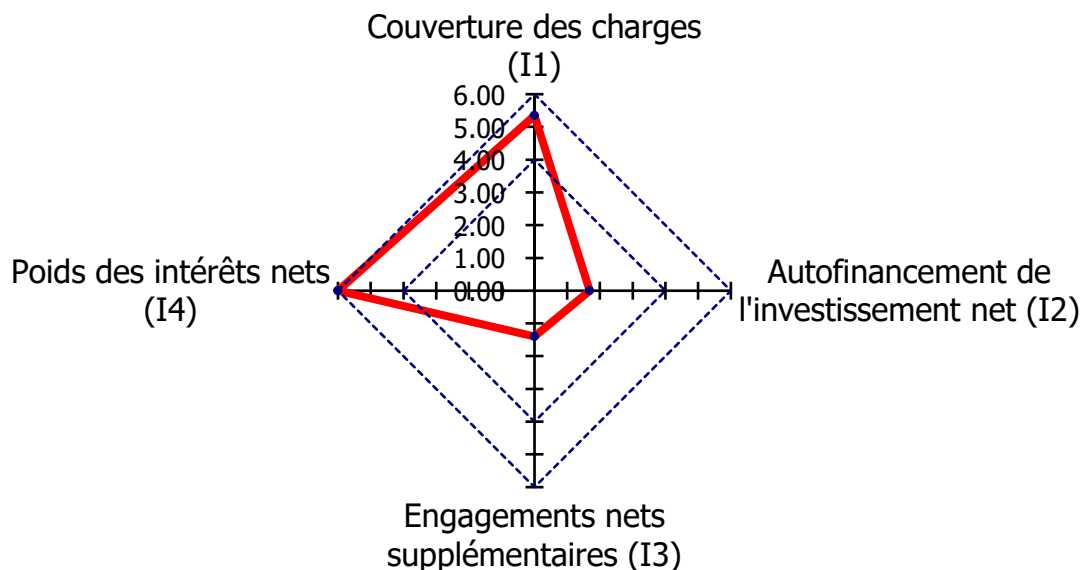 Couverture des charges
(I1)
6.00
5.00
4.00
3.00
2.00
1.00
0.00
Poids des intérêts nets
(I4)
Autofinancement de
l'investissement net (I2)
Engagements nets
supplémentaires (I3)